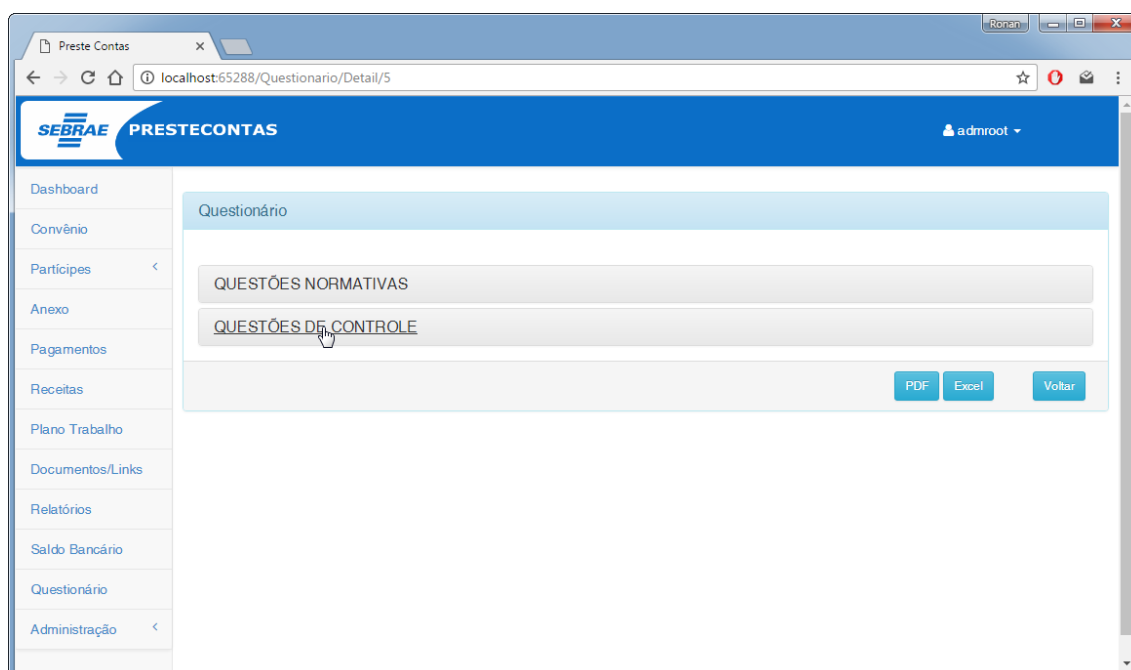 Ronan
Preste Contas
localhost:65288/Questionario/Detail/5
SEBRAE PRESTECONTAS
admroot
Dashboard
Convênio
Partícipes
Anexo
Pagamentos
Receitas
Plano Trabalho
Documentos/Links
Relatórios
Saldo Bancário
Questionário
Administração
Questionário
QUESTÕES NORMATIVAS
QUESTÕES DE CONTROLE
PDF Excel Voltar